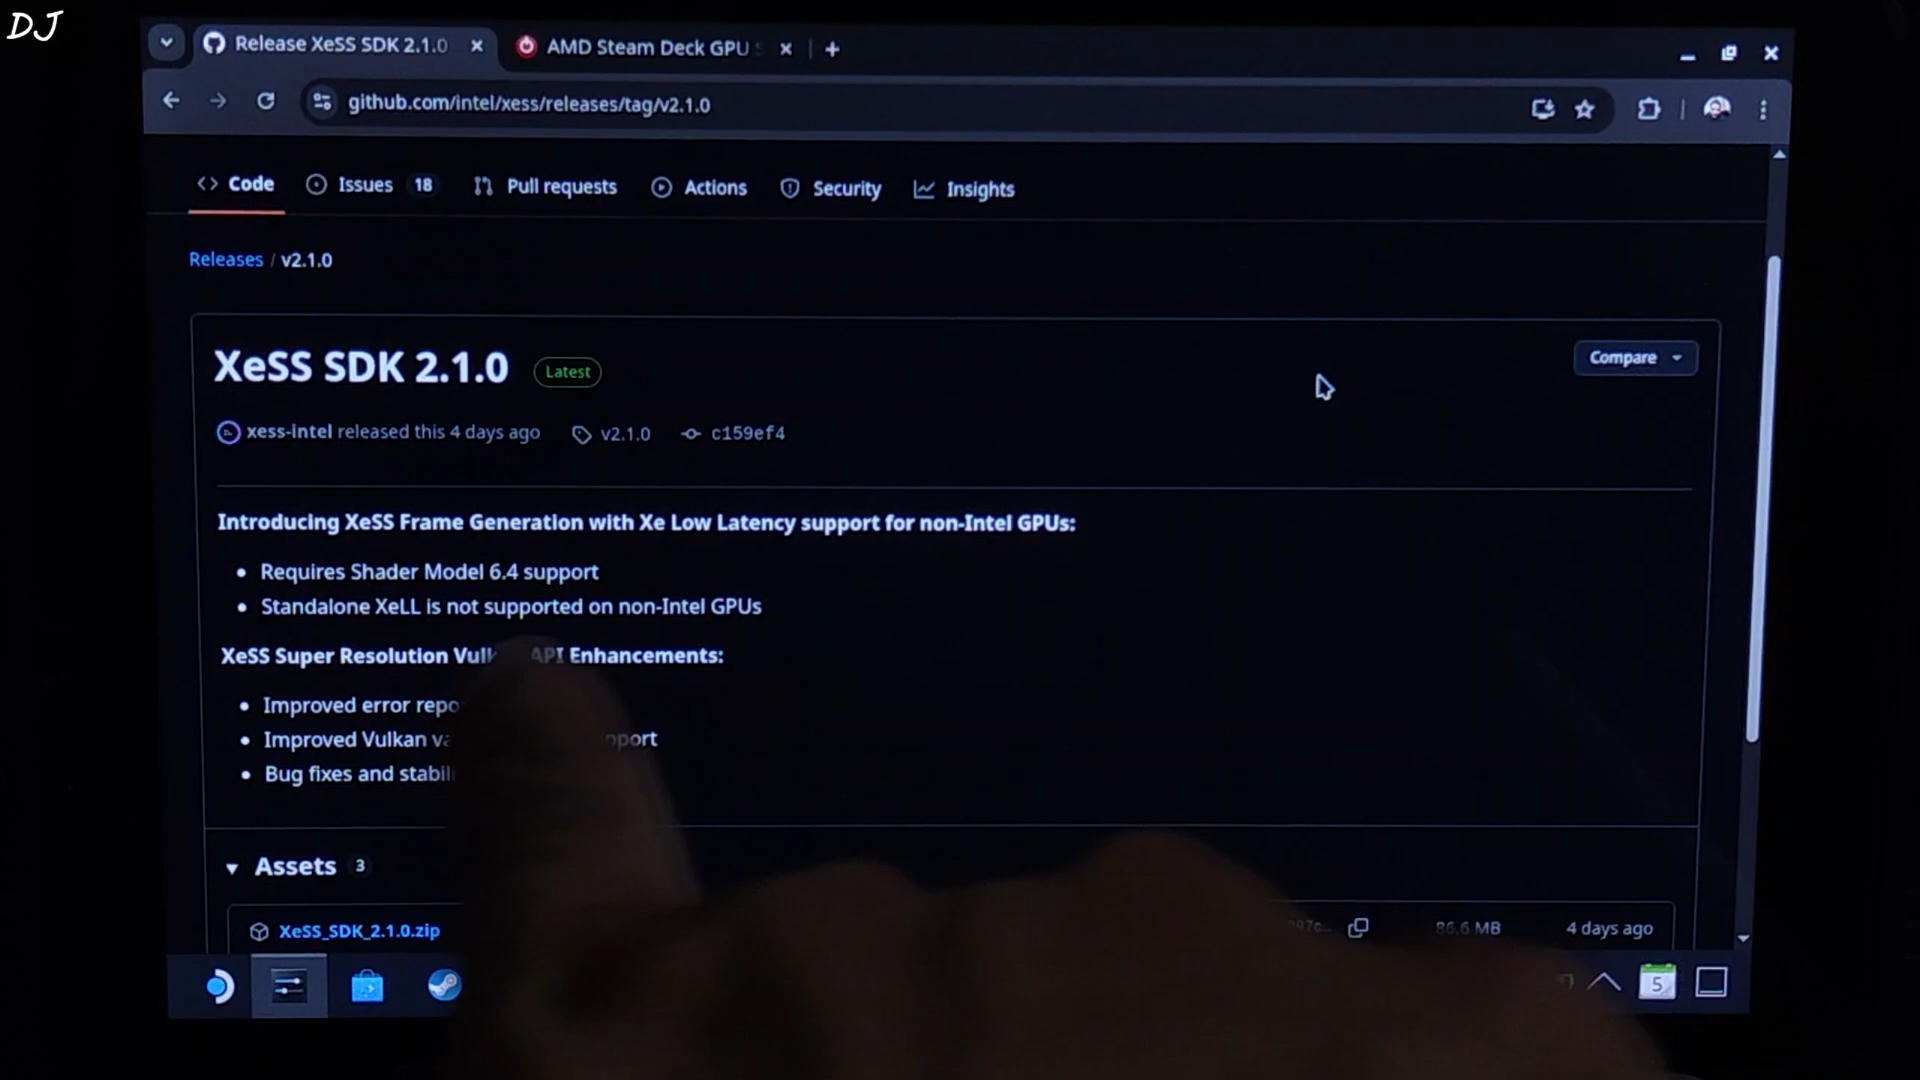 DJ
Release XeSS SDK 2.1.0
AMD Steam Deck GPU
github.com/intel/xess/releases/tag/v2.1.0
Code Issues 18 Pull requests Actions Security Insights
Releases / v2.1.0
XeSS SDK 2.1.0 Latest
Compare
xess-intel released this 4 days ago v2.1.0 c159ef4
Introducing XeSS Frame Generation with Xe Low Latency support for non-Intel GPUs:
• Requires Shader Model 6.4 support
• Standalone XeLL is not supported on non-Intel GPUs
XeSS Super Resolution API Enhancements:
• Improved error
• Improved Vulkan
• Bug fixes and
Assets 3
XeSS_SDK_2.1.0.zip 86.6 MB 4 days ago
5